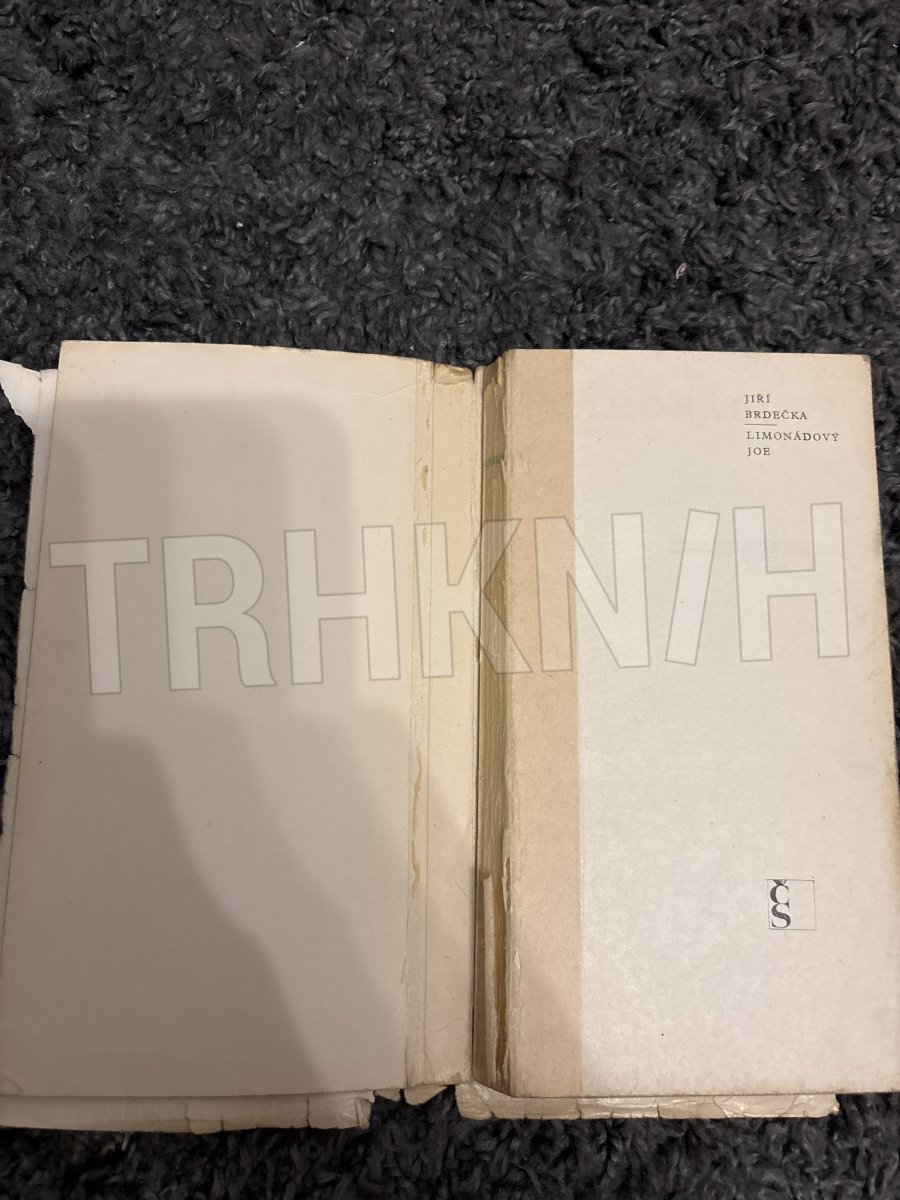 JIŘÍ
BRDEČKA
LIMONÁDOVÝ
JOE
TRHKNIH
ČS